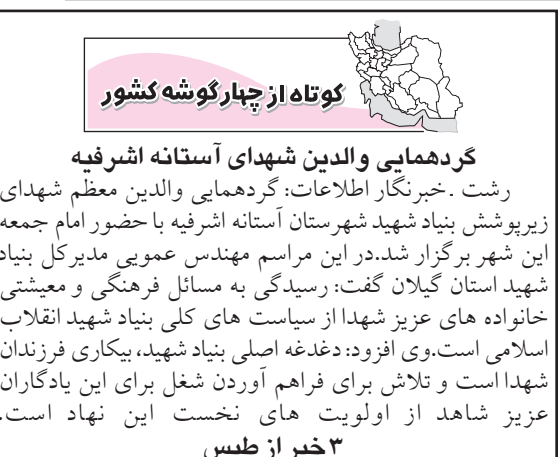 کوتاه از چهارگوشه کشور
گردهمایی والدین شهدای آستانه اشرفیه
رشت ـ خبرنگار اطلاعات: گردهمایی والدین معظم شهدای
زیرپوشش بنیاد شهید شهرستان آستانه اشرفیه با حضور امام جمعه
این شهر برگزار شد.در این مراسم مهندس عمویی مدیرکل بنیاد
شهید استان گیلان گفت: رسیدگی به مسائل فرهنگی و معیشتی
خانواده های عزیز شهدا از سیاست های کلی بنیاد شهید انقلاب
اسلامی است.وی افزود: دغدغه اصلی بنیاد شهید، بیکاری فرزندان
شهدا است و تلاش برای فراهم آوردن شغل برای این یادگاران
عزیز شاهد از اولویت های نخست این نهاد است.
۳ خبر از طبس